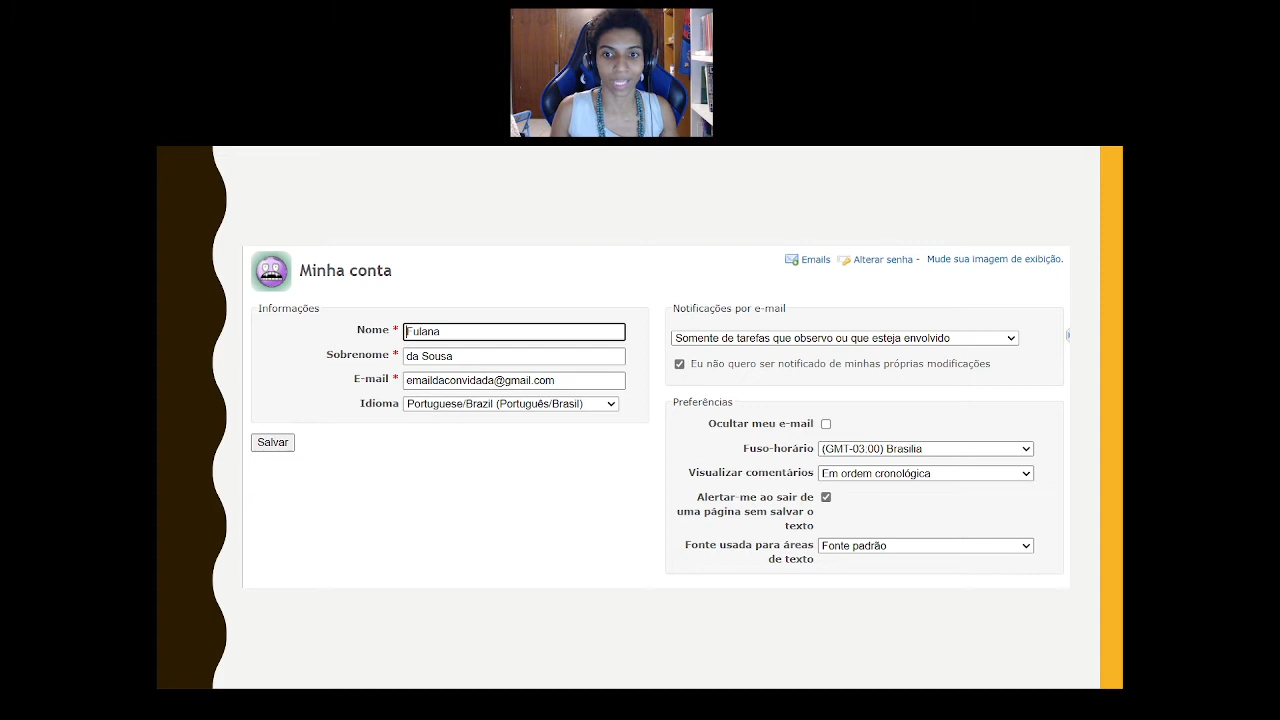 Minha conta
Emails
Alterar senha -
Mude sua imagem de exibição.
Informações
Nome *
Fulana
Sobrenome *
da Sousa
E-mail *
emaildaconvidada@gmail.com
Idioma
Portuguese/Brazil (Português/Brasil)
Salvar
Notificações por e-mail
Somente de tarefas que observo ou que esteja envolvido
Eu não quero ser notificado de minhas próprias modificações
Preferências
Ocultar meu e-mail
Fuso-horário
(GMT-03:00) Brasilia
Visualizar comentários
Em ordem cronológica
Alertar-me ao sair de
uma página sem salvar o
texto
Fonte usada para áreas
de texto
Fonte padrão